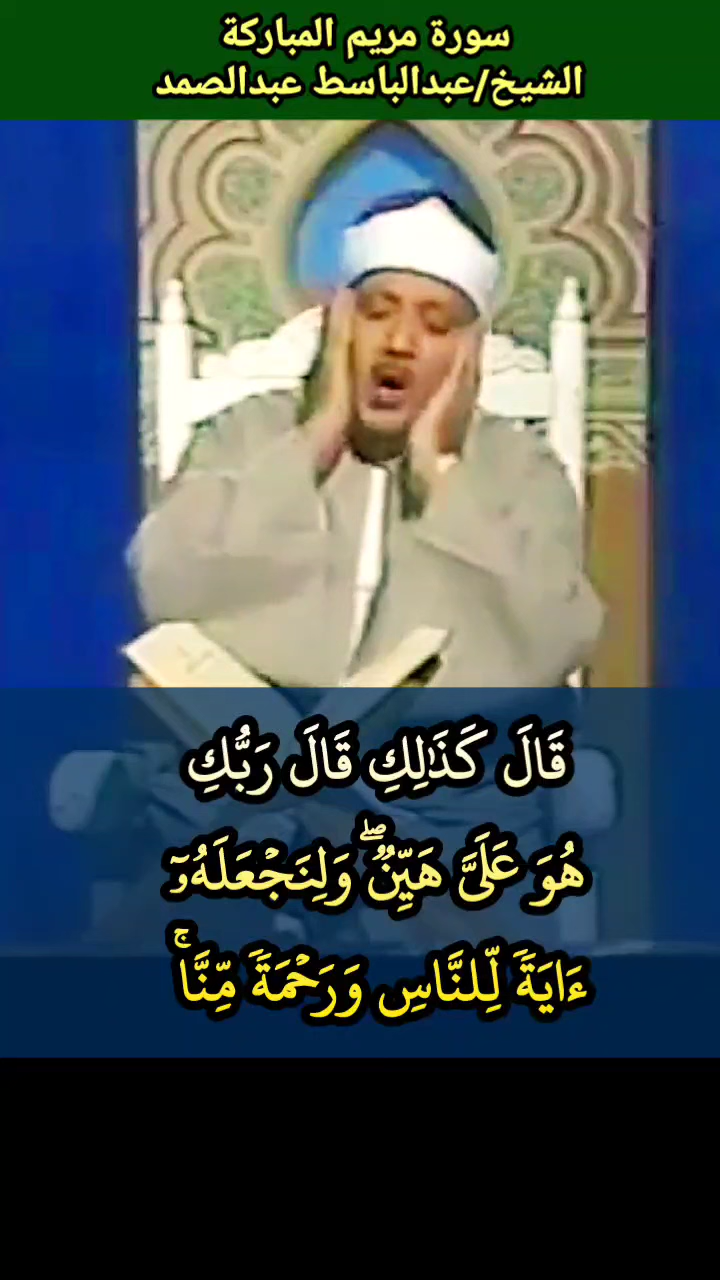 سورة مريم المباركة
الشيخ/عبدالباسط عبدالصمد
قَالَ كَذَٰلِكِ قَالَ رَبُّكِ
هُوَ عَلَىَّ هَيِّنٌۭ ۖ وَلِنَجْعَلَهُۥٓ
ءَايَةًۭ لِّلنَّاسِ وَرَحْمَةًۭ مِّنَّا ۚ